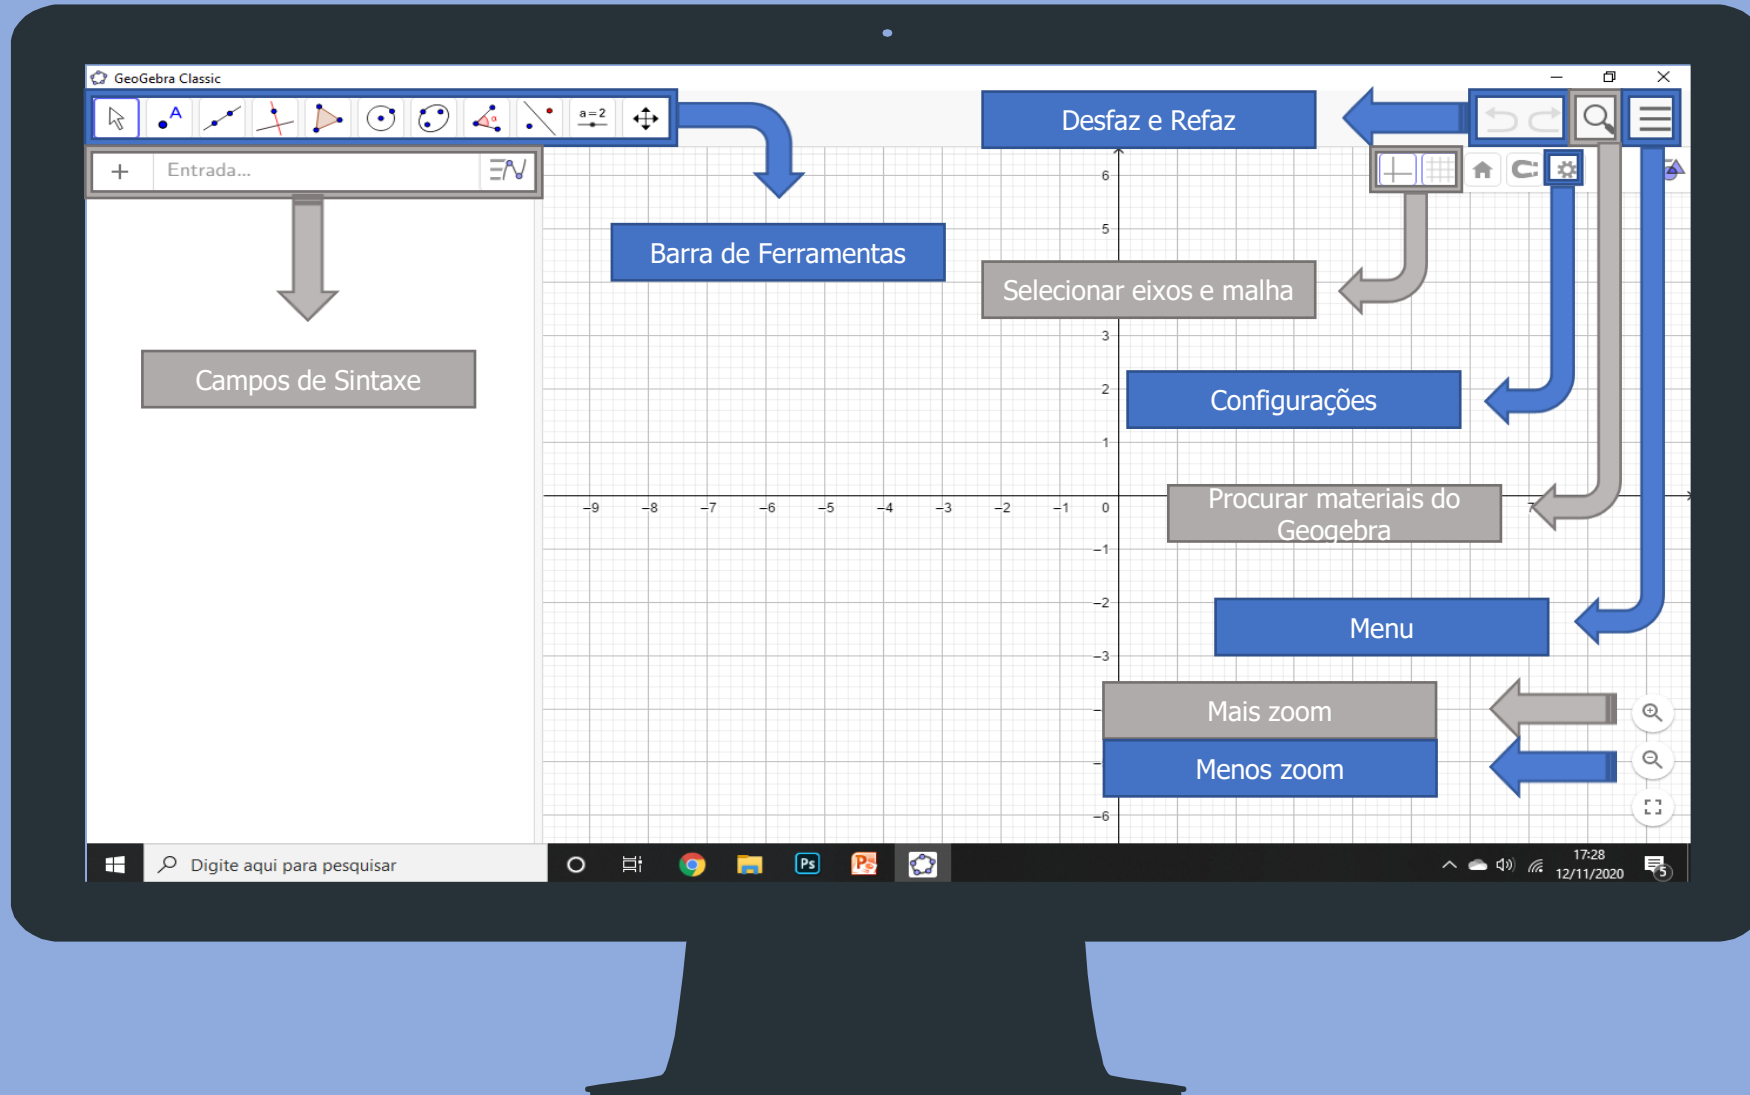 GeoGebra Classic
A
a = 2
Desfaz e Refaz
Entrada...
6
5
Barra de Ferramentas
Selecionar eixos e malha
3
Campos de Sintaxe
2
Configurações
1
–9 –8 –7 –6 –5 –4 –3 –2 –1 0 7
Procurar materiais do
Geogebra
–1
–2
Menu
–3
Mais zoom
Menos zoom
–6
Digite aqui para pesquisar
Ps
P
17:28
12/11/2020
5